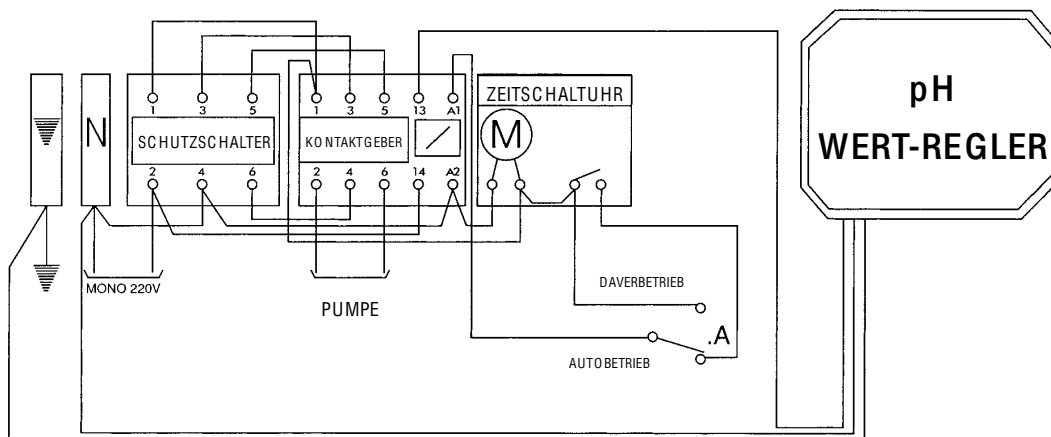 1 3 5
1 3 5 13 A1
N
SCHUTZSCHALTER
KONTAKTGEBER
ZEITSCHALTUHR
M
2 4 6
2 4 6 14 A2
MONO 220V
PUMPE
DAVERBETRIEB
.A
AUTOBETRIEB
pH
WERT-REGLER